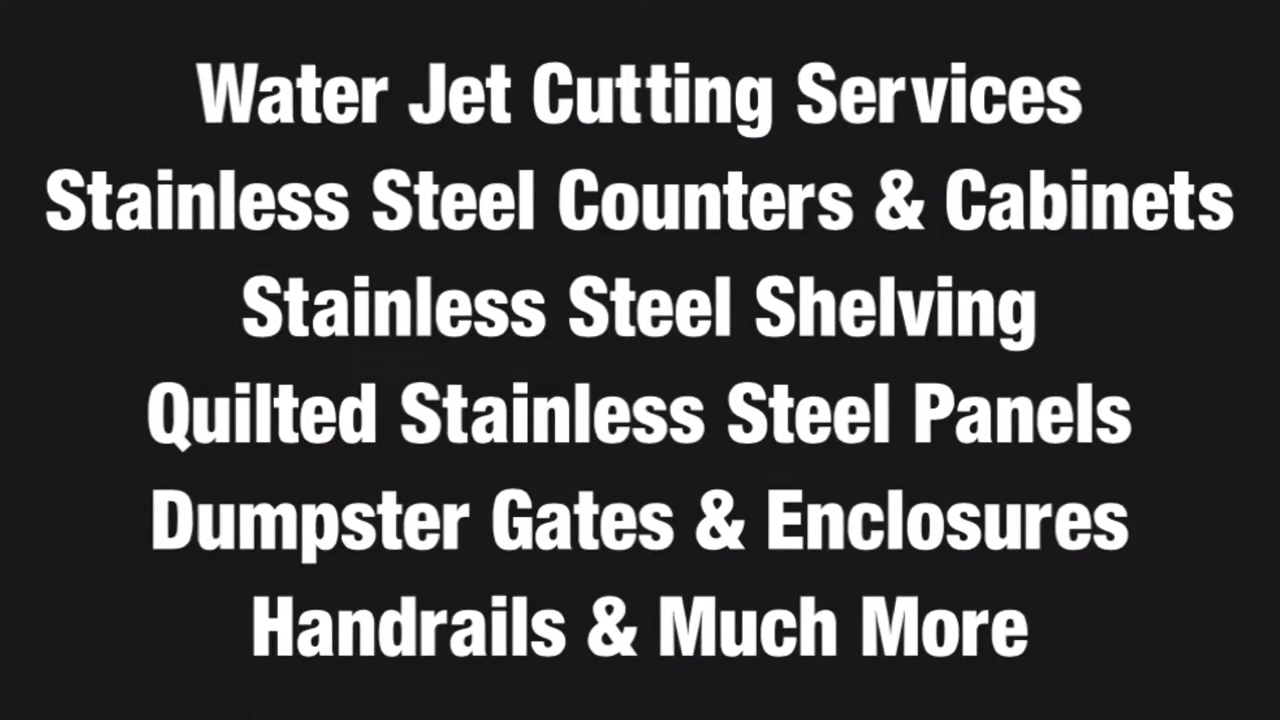 Water Jet Cutting Services
Stainless Steel Counters & Cabinets
Stainless Steel Shelving
Quilted Stainless Steel Panels
Dumpster Gates & Enclosures
Handrails & Much More